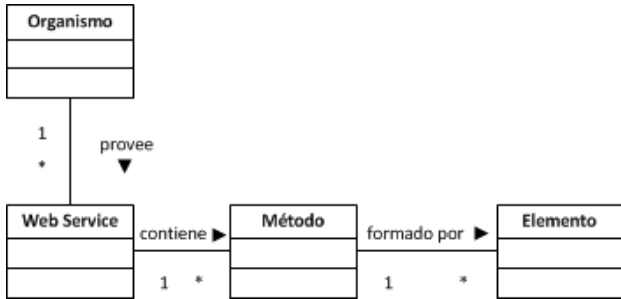 Organismo
1
provee
*
Web Service
contiene
Método
formado por
Elemento
1 *
1 *